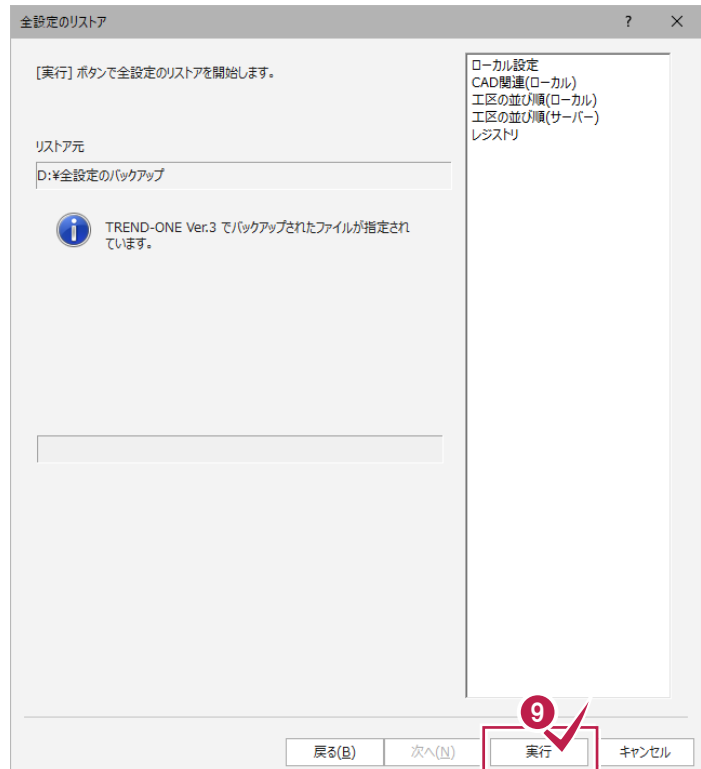 全設定のリストア
? ×
[実行] ボタンで全設定のリストアを開始します。
リストア元
D:¥全設定のバックアップ
TREND-ONE Ver.3 でバックアップされたファイルが指定され
ています。
ローカル設定
CAD関連(ローカル)
工区の並び順(ローカル)
工区の並び順(サーバー)
レジストリ
9
戻る(B)
次へ(N)
実行
キャンセル